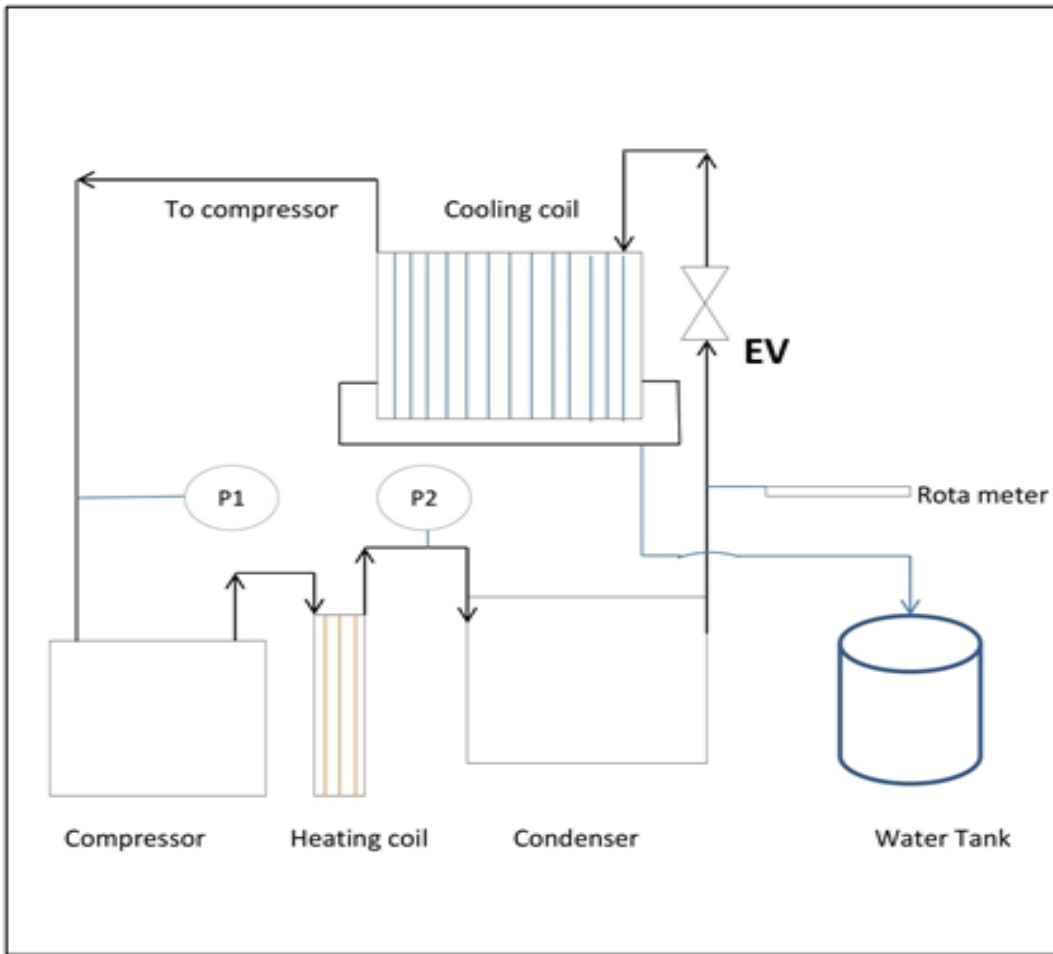 To compressor
Cooling coil
EV
P1
P2
Rota meter
Compressor
Heating coil
Condenser
Water Tank